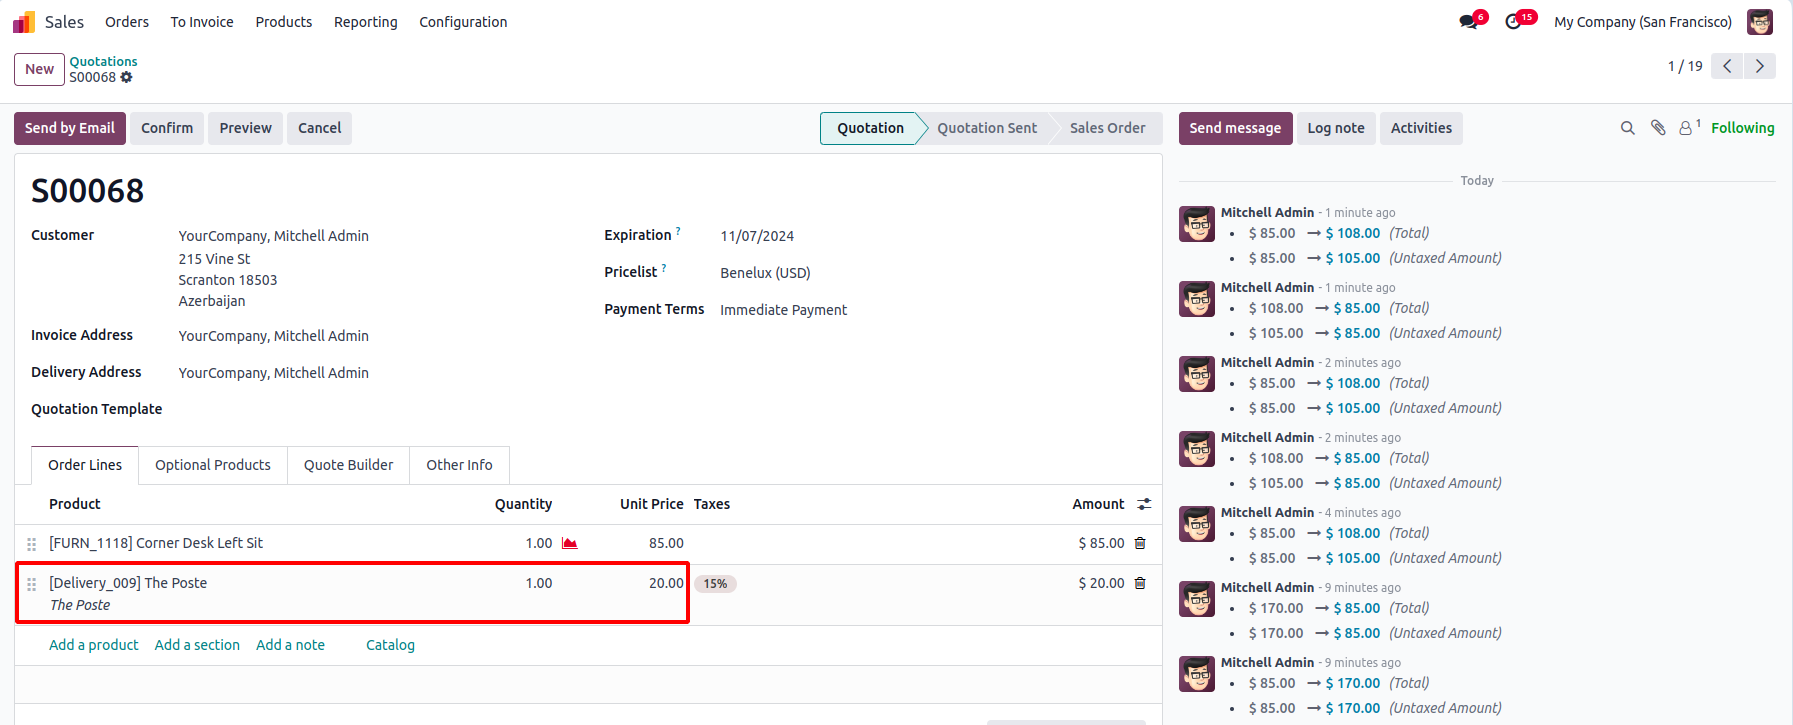 Sales Orders To Invoice Products Reporting Configuration 6 15 My Company (San Francisco)
New Quotations 1 / 19
S00068
Send by Email Confirm Preview Cancel Quotation Quotation Sent Sales Order Send message Log note Activities 1 Following
S00068
Customer YourCompany, Mitchell Admin
215 Vine St
Scranton 18503
Azerbaijan
Invoice Address YourCompany, Mitchell Admin
Delivery Address YourCompany, Mitchell Admin
Quotation Template
Expiration ? 11/07/2024
Pricelist ? Benelux (USD)
Payment Terms Immediate Payment
Order Lines Optional Products Quote Builder Other Info
Product Quantity Unit Price Taxes Amount
[FURN_1118] Corner Desk Left Sit 1.00 85.00 $ 85.00
[Delivery_009] The Poste 1.00 20.00 15% $ 20.00
The Poste
Add a product Add a section Add a note Catalog
Today
Mitchell Admin - 1 minute ago
• $ 85.00 → $ 108.00 (Total)
• $ 85.00 → $ 105.00 (Untaxed Amount)
Mitchell Admin - 1 minute ago
• $ 108.00 → $ 85.00 (Total)
• $ 105.00 → $ 85.00 (Untaxed Amount)
Mitchell Admin - 2 minutes ago
• $ 85.00 → $ 108.00 (Total)
• $ 85.00 → $ 105.00 (Untaxed Amount)
Mitchell Admin - 2 minutes ago
• $ 108.00 → $ 85.00 (Total)
• $ 105.00 → $ 85.00 (Untaxed Amount)
Mitchell Admin - 4 minutes ago
• $ 85.00 → $ 108.00 (Total)
• $ 85.00 → $ 105.00 (Untaxed Amount)
Mitchell Admin - 9 minutes ago
• $ 170.00 → $ 85.00 (Total)
• $ 170.00 → $ 85.00 (Untaxed Amount)
Mitchell Admin - 9 minutes ago
• $ 85.00 → $ 170.00 (Total)
• $ 85.00 → $ 170.00 (Untaxed Amount)